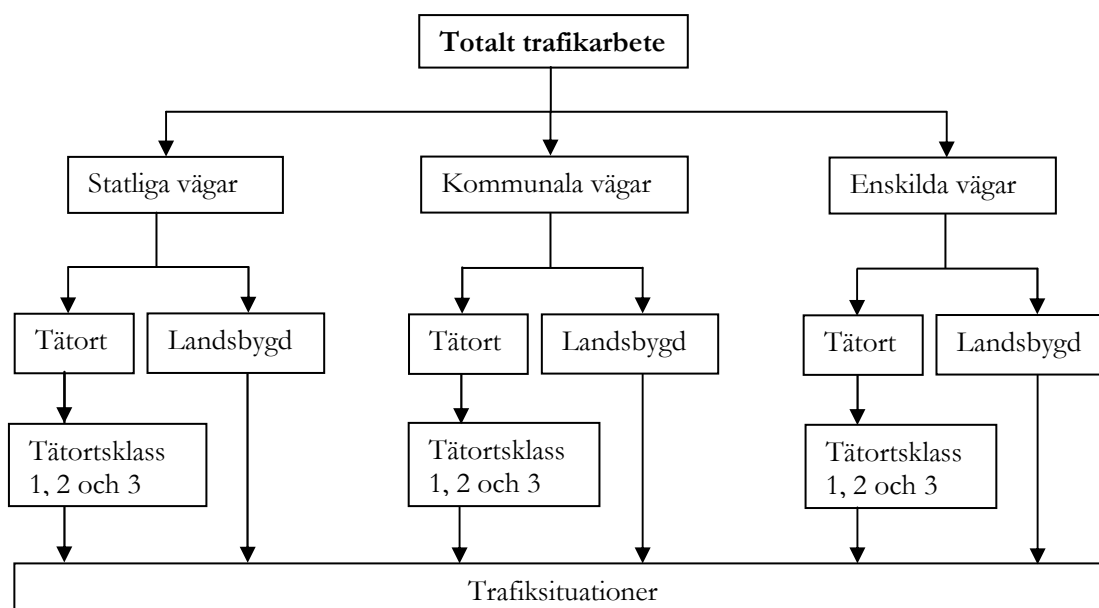 Totalt trafikarbete
Statliga vägar
Kommunala vägar
Enskilda vägar
Tätort
Landsbygd
Tätort
Landsbygd
Tätort
Landsbygd
Tätortsklass
1, 2 och 3
Tätortsklass
1, 2 och 3
Tätortsklass
1, 2 och 3
Trafiksituationer